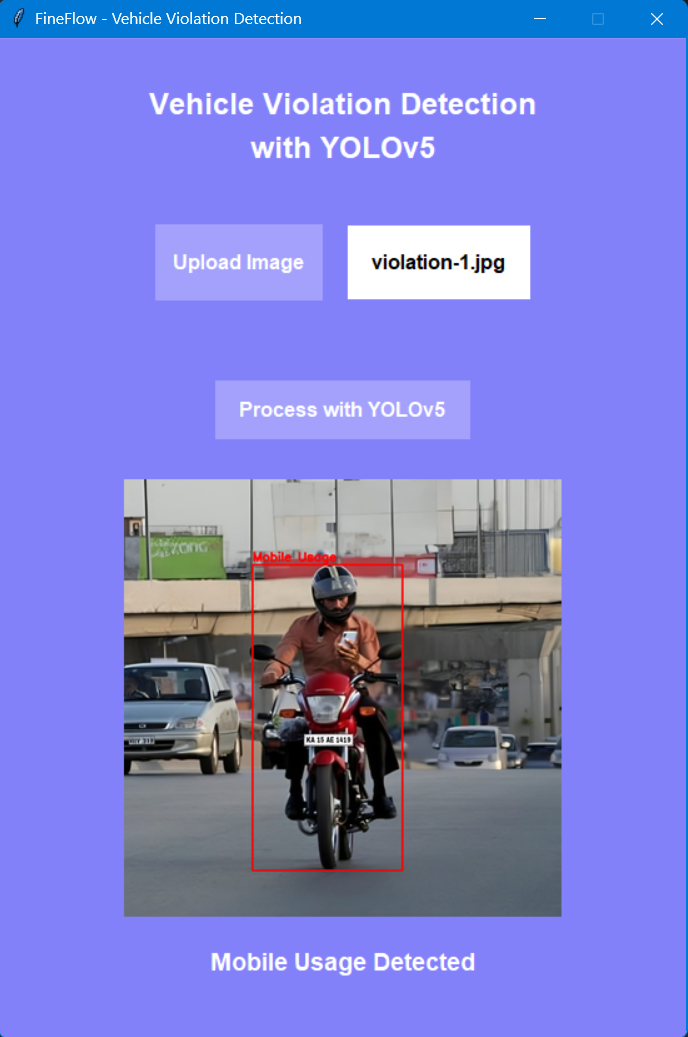 FineFlow - Vehicle Violation Detection
Vehicle Violation Detection
with YOLOv5
Upload Image
violation-1.jpg
Process with YOLOv5
zong
Mobile Usage
KA 15 AE 1419
Mobile Usage Detected